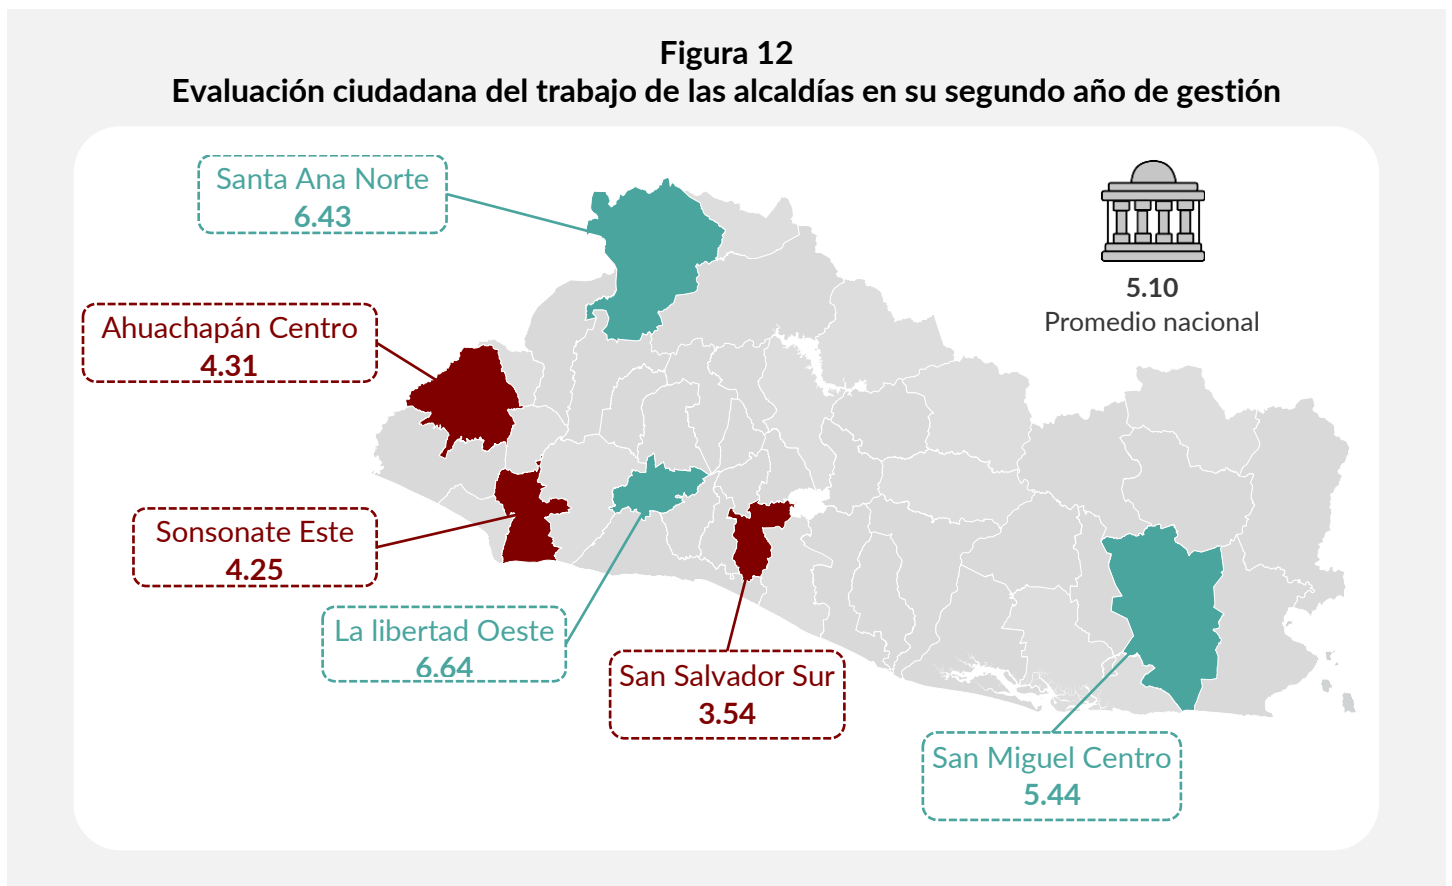 Figura 12
Evaluación ciudadana del trabajo de las alcaldías en su segundo año de gestión
Santa Ana Norte
6.43
5.10
Promedio nacional
Ahuachapán Centro
4.31
Sonsonate Este
4.25
La libertad Oeste
6.64
San Salvador Sur
3.54
San Miguel Centro
5.44